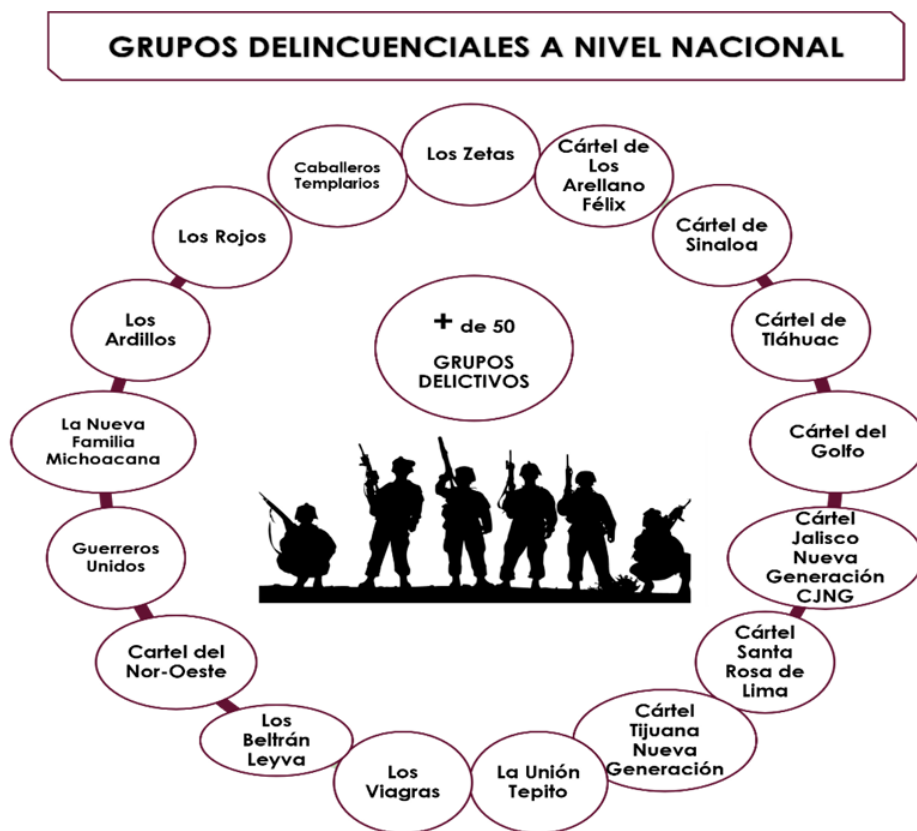 GRUPOS DELINCUENCIALES A NIVEL NACIONAL
Los Zetas
Cártel de
Los
Arellano
Félix
Cártel de
Sinaloa
Cártel de
Tláhuac
Cártel del
Golfo
Cártel
Jalisco
Nueva
Generación
CJNG
Cártel
Santa
Rosa de
Lima
Cártel
Tijuana
Nueva
Generación
La Unión
Tepito
Los
Viagras
Los
Beltrán
Leyva
Cartel del
Nor-Oeste
Guerreros
Unidos
La Nueva
Familia
Michoacana
Los
Ardillos
Los Rojos
Caballeros
Templarios
+ de 50
GRUPOS
DELICTIVOS